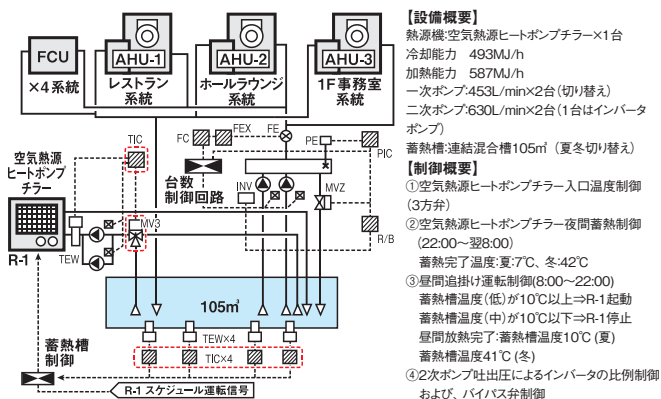 FCU
×4系統
AHU-1
レストラン
系統
AHU-2
ホールラウンジ
系統
AHU-3
1F事務室
系統
TIC
FC
FEX
FE
PE
PIC
空気熱源
ヒートポンプ
チラー
台数
制御回路
INV
MVZ
R/B
MV3
R-1
TEW
105㎥
TEW×4
TIC×4
蓄熱槽
制御
R-1 スケジュール運転信号
【設備概要】
熱源機:空気熱源ヒートポンプチラー×1台
冷却能力 493MJ/h
加熱能力 587MJ/h
一次ポンプ:453L/min×2台(切り替え)
二次ポンプ:630L/min×2台(1台はインバータ
ポンプ)
蓄熱槽:連結混合槽105㎥(夏冬切り替え)
【制御概要】
①空気熱源ヒートポンプチラー入口温度制御
(3方弁)
②空気熱源ヒートポンプチラー夜間蓄熱制御
(22:00〜翌8:00)
蓄熱完了温度:夏:7℃、冬:42℃
③昼間追掛け運転制御(8:00〜22:00)
蓄熱槽温度(低)が10℃以上⇒R-1起動
蓄熱槽温度(中)が10℃以下⇒R-1停止
昼間放熱完了:蓄熱槽温度10℃(夏)
蓄熱槽温度41℃(冬)
④2次ポンプ吐出圧によるインバータの比例制御
および、バイパス弁制御